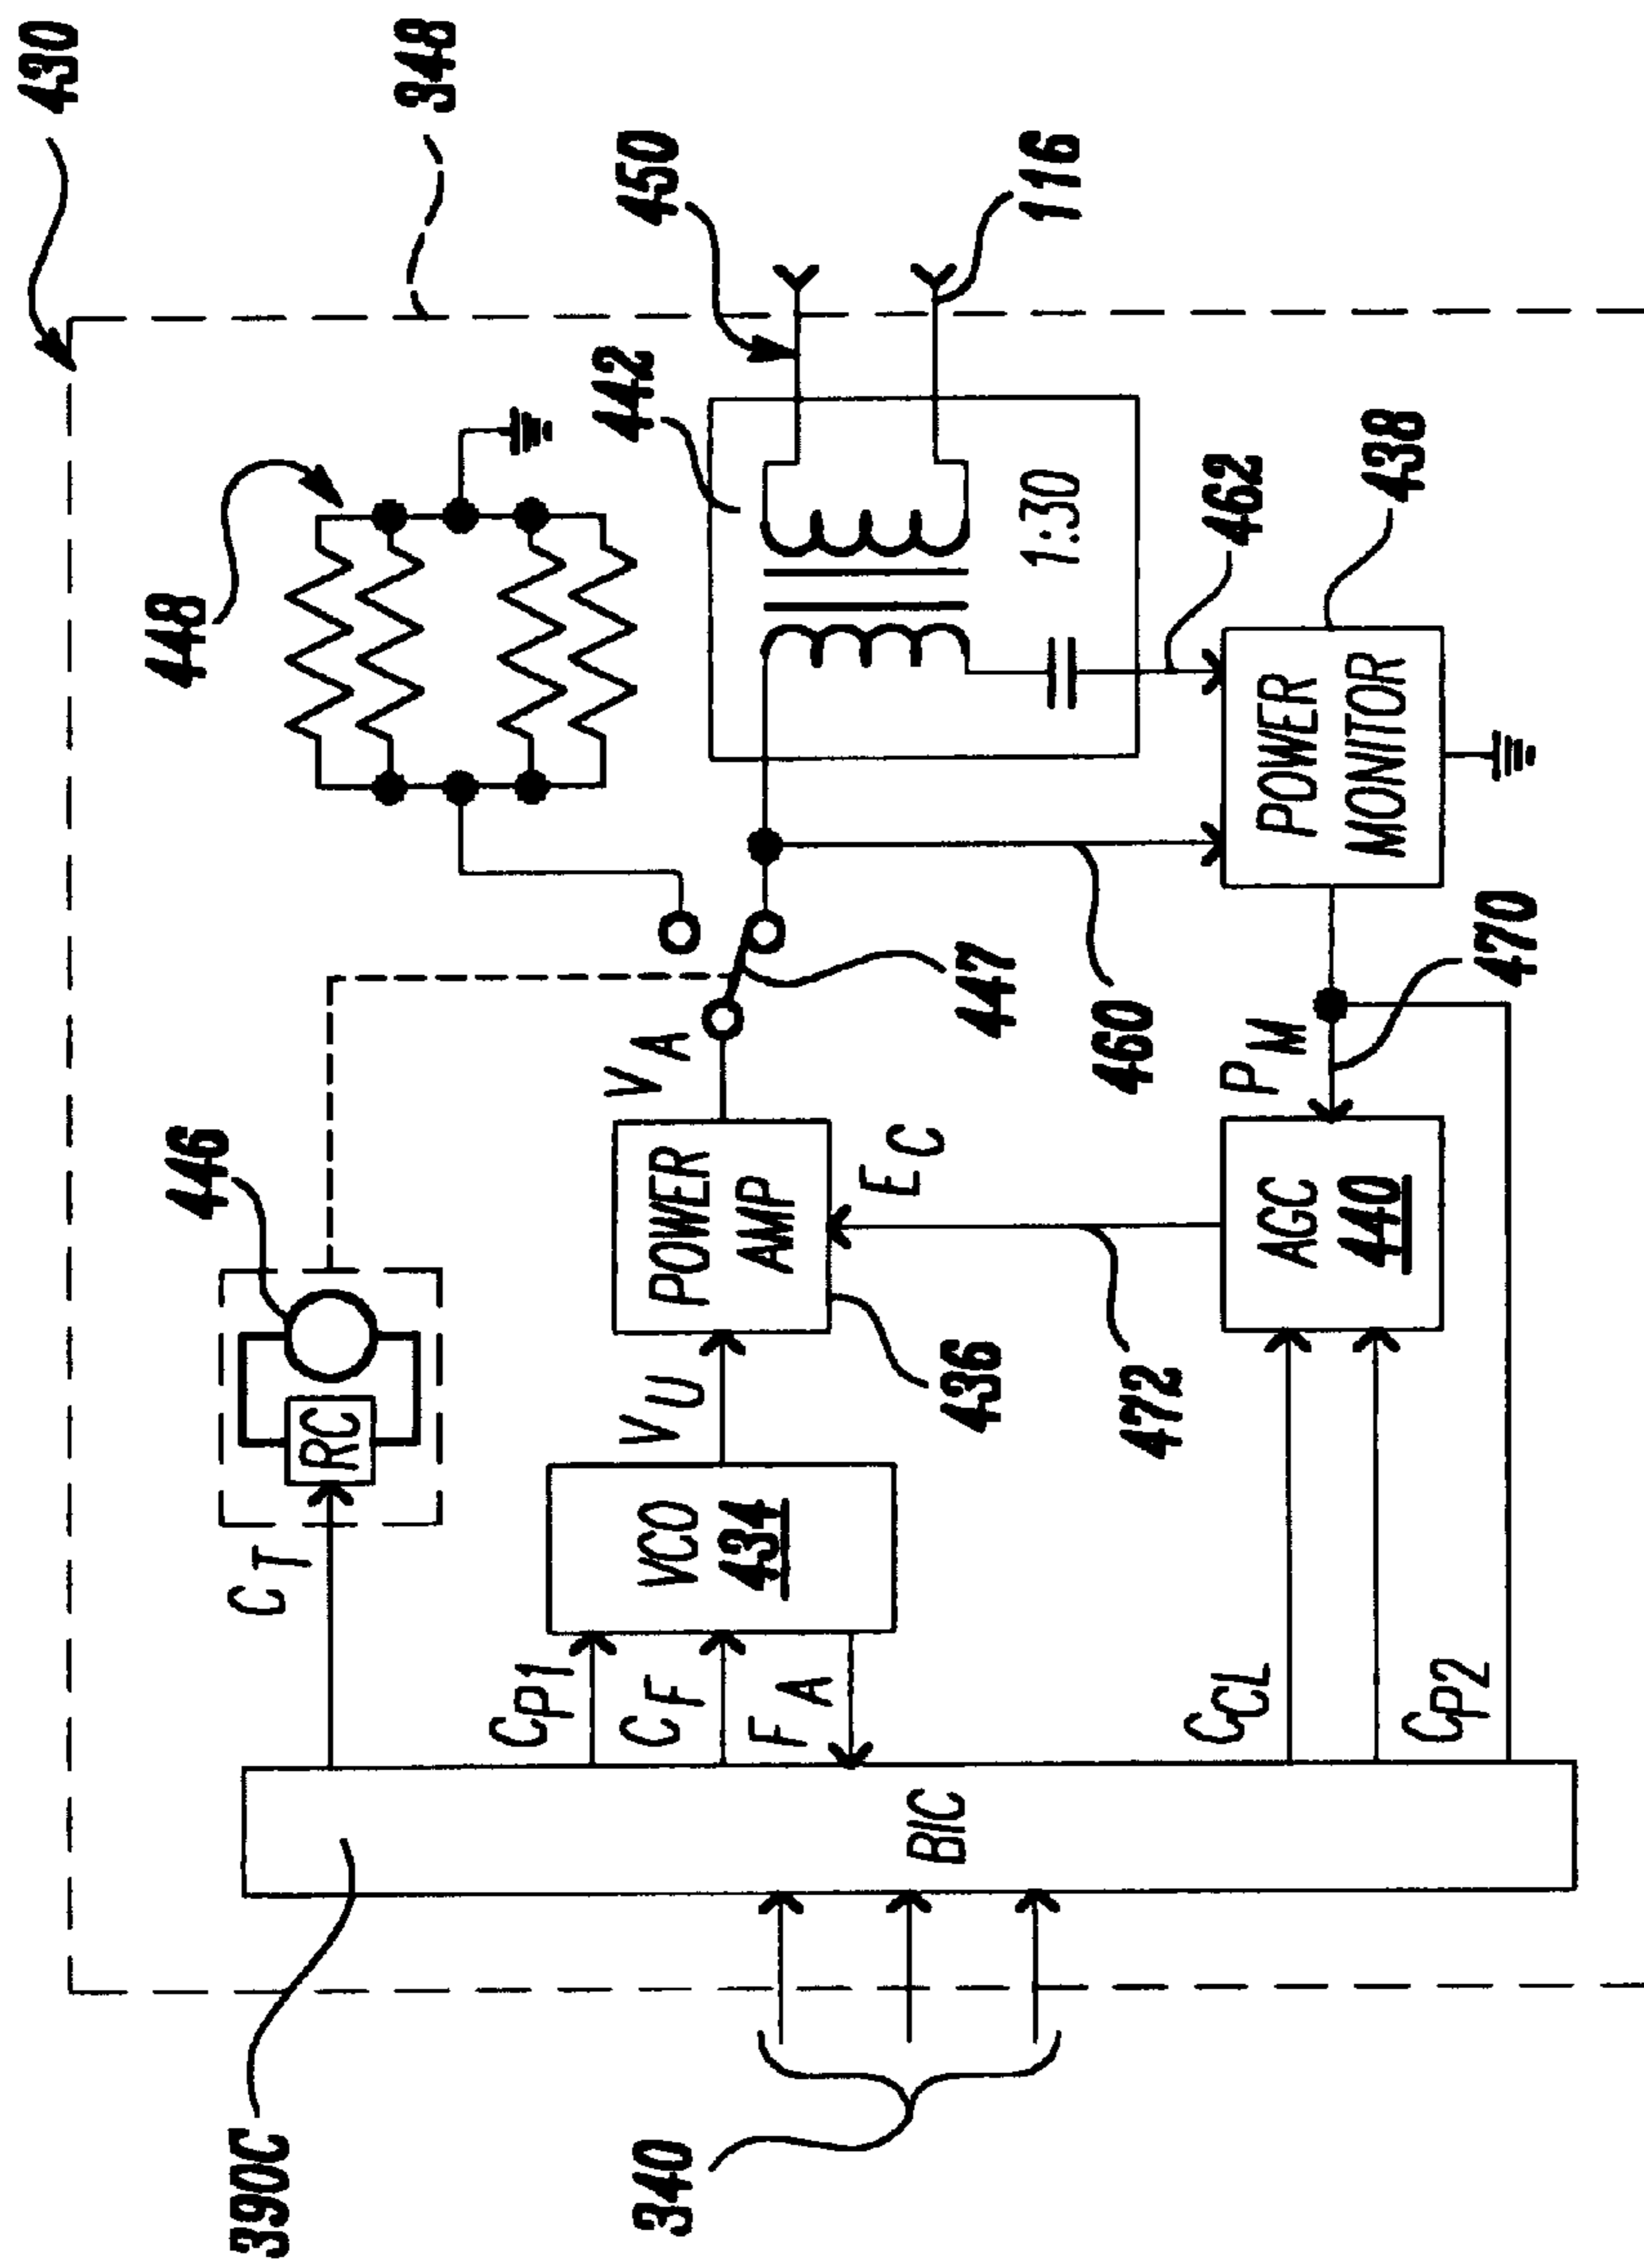 430
348
448
450
446
442
116
C T
RC
V A
447
1:30
C P1
C F
F A
VCO
434
V U
POWER
AMP
436
E C
460
462
438
POWER
MONITOR
390C
340
BIC
C CL
C P2
472
AGC
440
P M
470